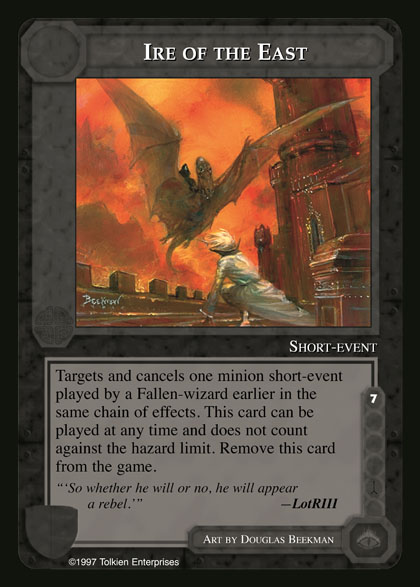 Ire of the East
Beekman
Short-event
Targets and cancels one minion short-event
played by a Fallen-wizard earlier in the
same chain of effects. This card can be
played at any time and does not count
against the hazard limit. Remove this card
from the game.
7
“‘So whether he will or no, he will appear
a rebel.’”
—LotRIII
Art by Douglas Beekman
©1997 Tolkien Enterprises